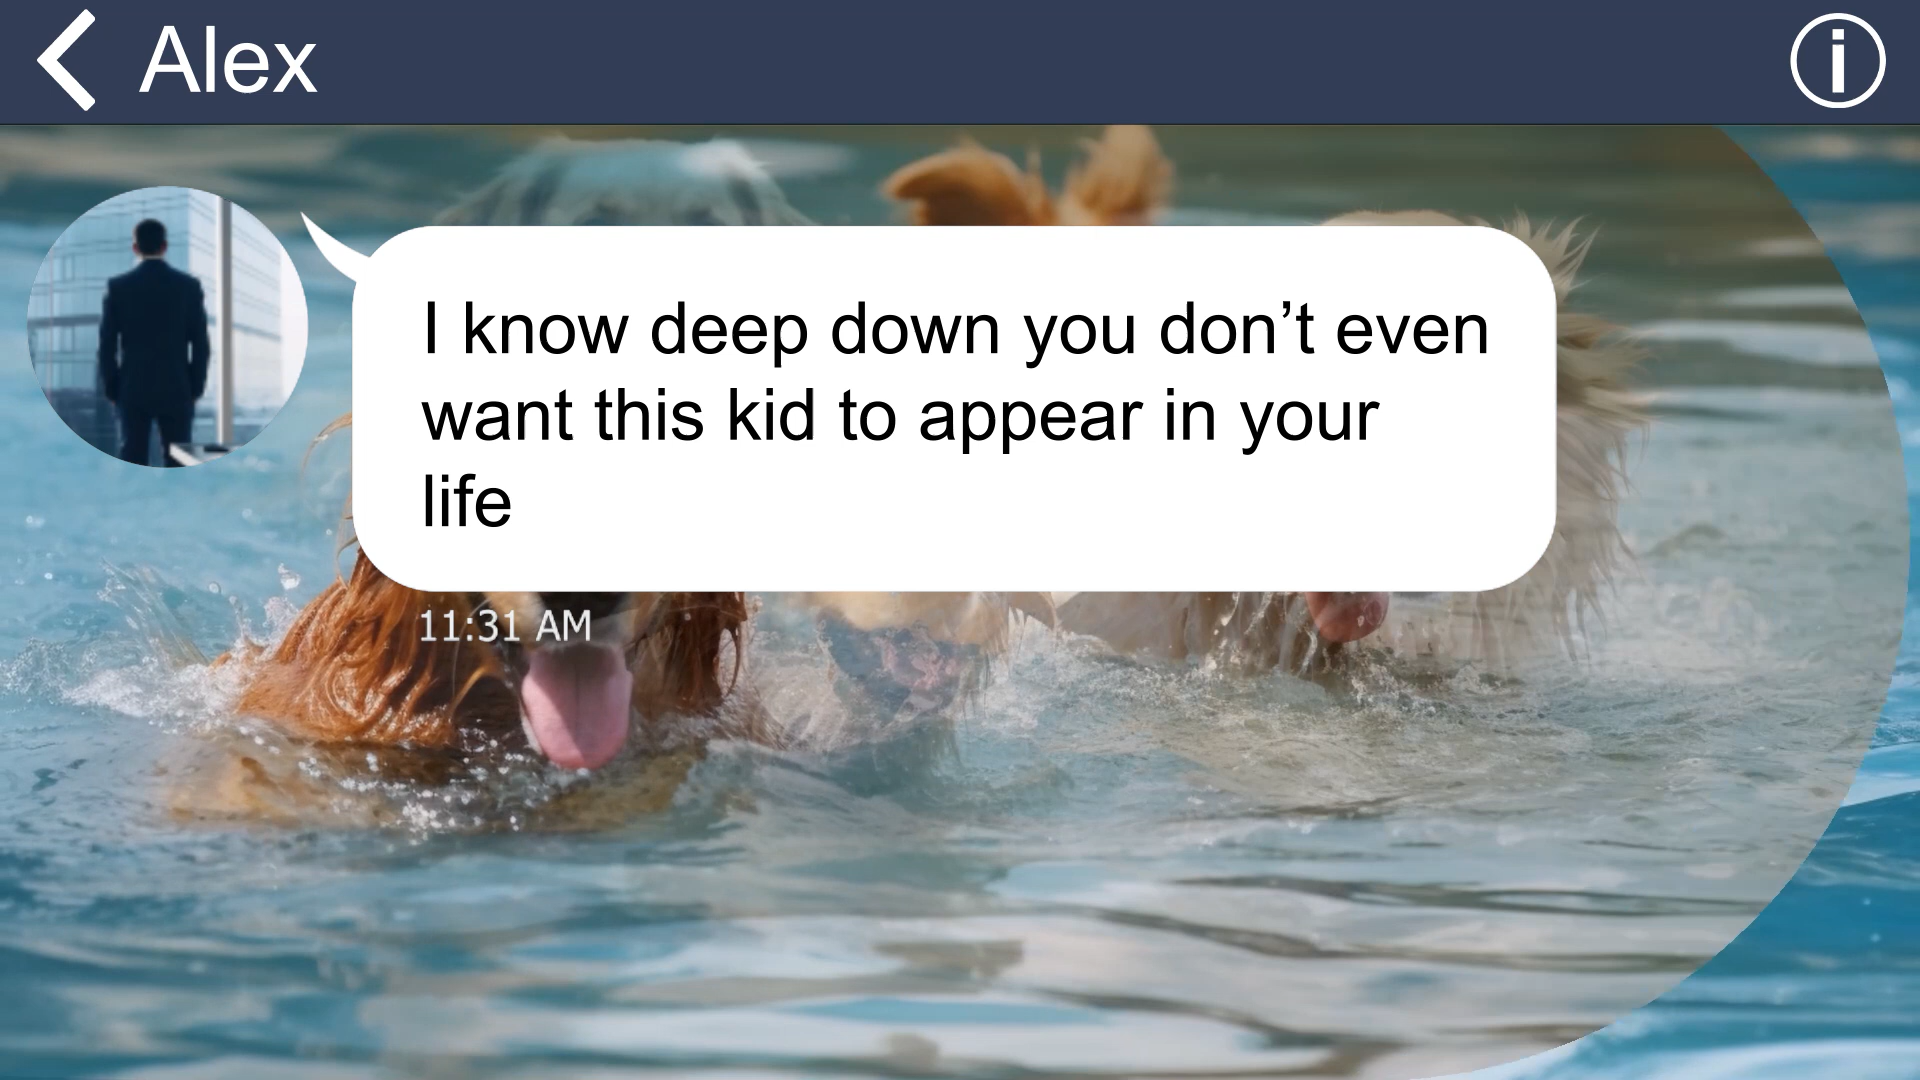 Alex
I know deep down you don’t even
want this kid to appear in your
life
11:31 AM